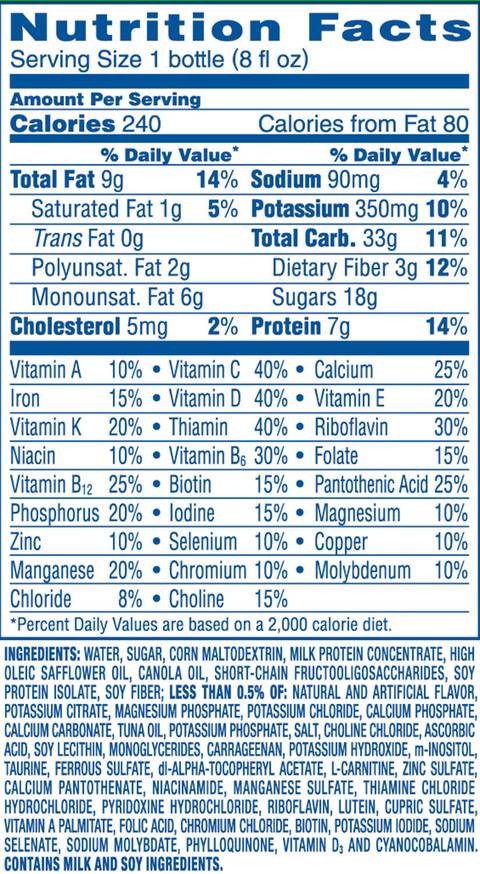 Nutrition Facts
Serving Size 1 bottle (8 fl oz)
Amount Per Serving
Calories 240 Calories from Fat 80
% Daily Value* % Daily Value*
Total Fat 9g 14% Sodium 90mg 4%
Saturated Fat 1g 5% Potassium 350mg 10%
Trans Fat 0g Total Carb. 33g 11%
Polyunsat. Fat 2g Dietary Fiber 3g 12%
Monounsat. Fat 6g Sugars 18g
Cholesterol 5mg 2% Protein 7g 14%
Vitamin A 10% • Vitamin C 40% • Calcium 25%
Iron 15% • Vitamin D 40% • Vitamin E 20%
Vitamin K 20% • Thiamin 40% • Riboflavin 30%
Niacin 10% • Vitamin B6 30% • Folate 15%
Vitamin B12 25% • Biotin 15% • Pantothenic Acid 25%
Phosphorus 20% • Iodine 15% • Magnesium 10%
Zinc 10% • Selenium 10% • Copper 10%
Manganese 20% • Chromium 10% • Molybdenum 10%
Chloride 8% • Choline 15%
*Percent Daily Values are based on a 2,000 calorie diet.
INGREDIENTS: WATER, SUGAR, CORN MALTODEXTRIN, MILK PROTEIN CONCENTRATE, HIGH
OLEIC SAFFLOWER OIL, CANOLA OIL, SHORT-CHAIN FRUCTOOLIGOSACCHARIDES, SOY
PROTEIN ISOLATE, SOY FIBER; LESS THAN 0.5% OF: NATURAL AND ARTIFICIAL FLAVOR,
POTASSIUM CITRATE, MAGNESIUM PHOSPHATE, POTASSIUM CHLORIDE, CALCIUM PHOSPHATE,
CALCIUM CARBONATE, TUNA OIL, POTASSIUM PHOSPHATE, SALT, CHOLINE CHLORIDE, ASCORBIC
ACID, SOY LECITHIN, MONOGLYCERIDES, CARRAGEENAN, POTASSIUM HYDROXIDE, m-INOSITOL,
TAURINE, FERROUS SULFATE, dl-ALPHA-TOCOPHERYL ACETATE, L-CARNITINE, ZINC SULFATE,
CALCIUM PANTOTHENATE, NIACINAMIDE, MANGANESE SULFATE, THIAMINE CHLORIDE
HYDROCHLORIDE, PYRIDOXINE HYDROCHLORIDE, RIBOFLAVIN, LUTEIN, CUPRIC SULFATE,
VITAMIN A PALMITATE, FOLIC ACID, CHROMIUM CHLORIDE, BIOTIN, POTASSIUM IODIDE, SODIUM
SELENATE, SODIUM MOLYBDATE, PHYLLOQUINONE, VITAMIN D3 AND CYANOCOBALAMIN.
CONTAINS MILK AND SOY INGREDIENTS.